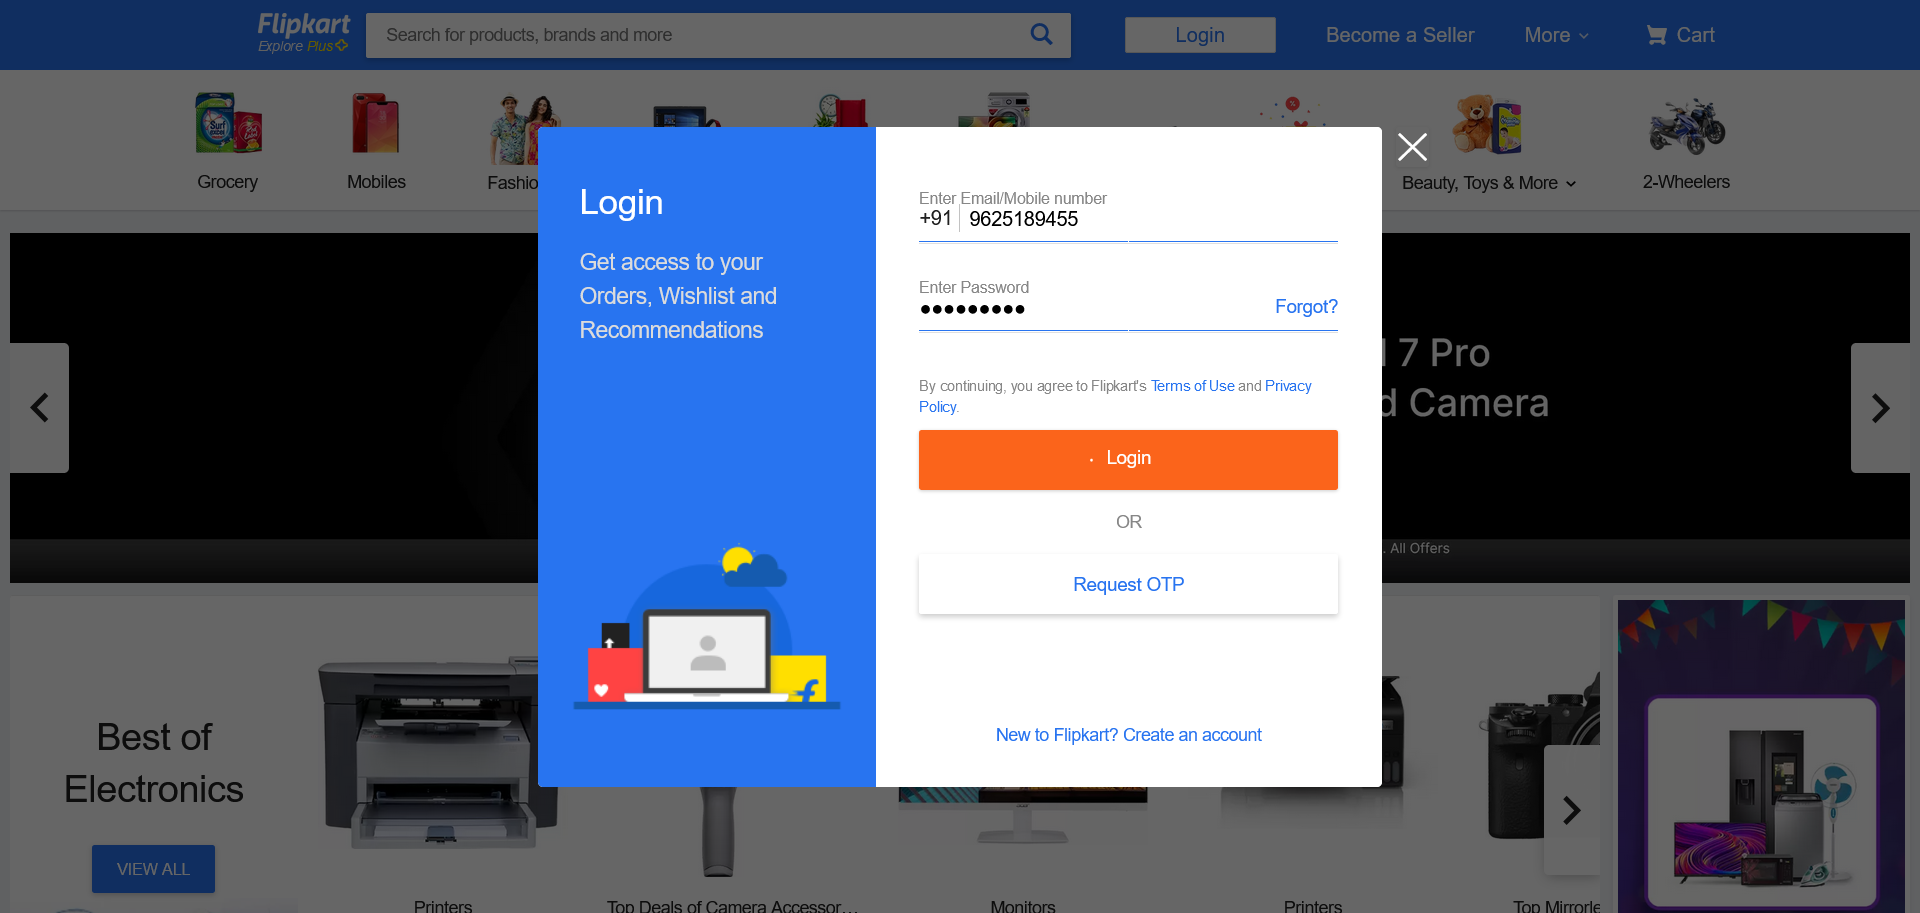 Flipkart
Explore Plus
Search for products, brands and more
Login
Become a Seller
More
Cart
Grocery
Mobiles
Fashio
Beauty, Toys & More
2-Wheelers
Login
Get access to your
Orders, Wishlist and
Recommendations
Enter Email/Mobile number
+91 9625189455
Enter Password
Forgot?
By continuing, you agree to Flipkart's Terms of Use and Privacy
Policy.
Login
OR
Request OTP
New to Flipkart? Create an account
7 Pro
d Camera
. All Offers
Best of
Electronics
VIEW ALL
Printers
Top Deals of Camera Accessor...
Monitors
Printers
Top Mirrorle